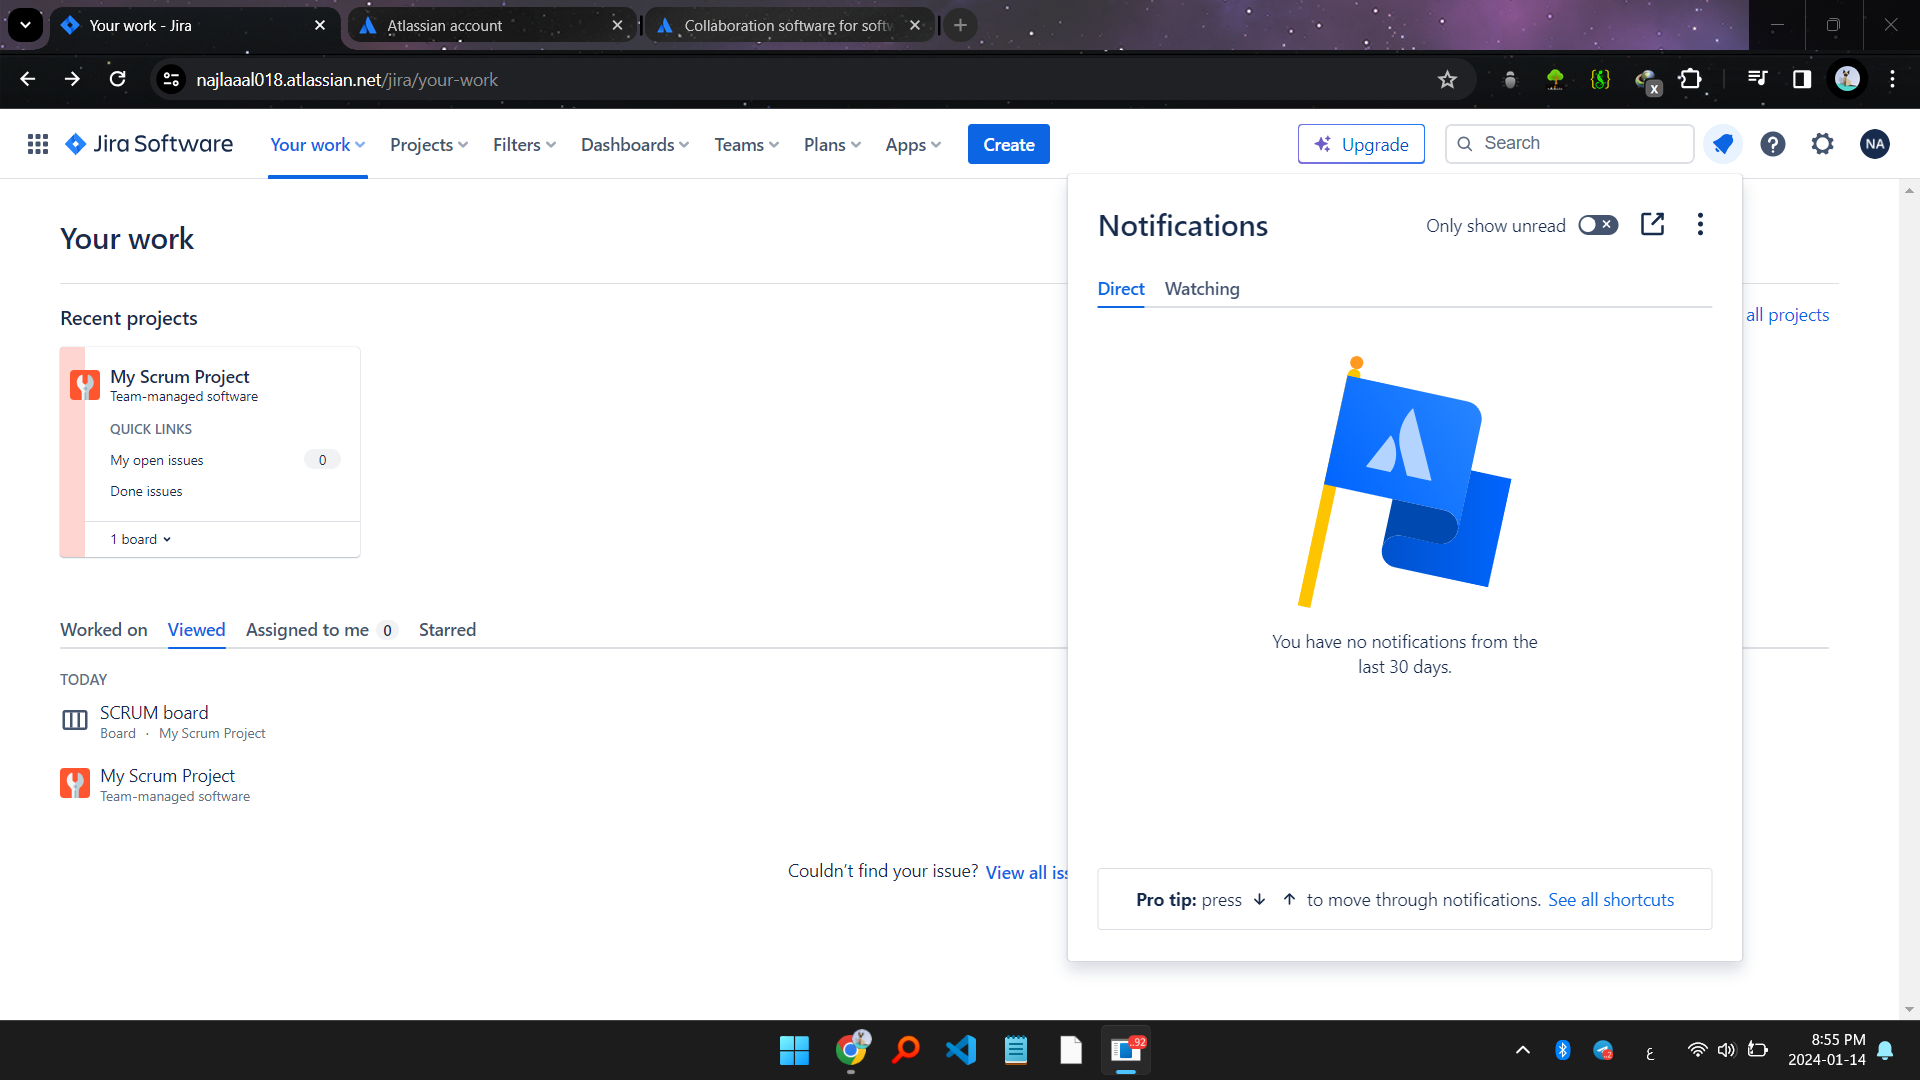 Your work - Jira
Atlassian account
Collaboration software for softw
najlaaal018.atlassian.net/jira/your-work
Jira Software
Your work
Projects
Filters
Dashboards
Teams
Plans
Apps
Create
Upgrade
Search
NA
Your work
Recent projects
all projects
My Scrum Project
Team-managed software
QUICK LINKS
My open issues 0
Done issues
1 board
Worked on
Viewed
Assigned to me 0
Starred
TODAY
SCRUM board
Board · My Scrum Project
My Scrum Project
Team-managed software
Couldn't find your issue? View all iss
Notifications
Only show unread
Direct
Watching
You have no notifications from the
last 30 days.
Pro tip: press ↓ ↑ to move through notifications. See all shortcuts
ع
8:55 PM
2024-01-14